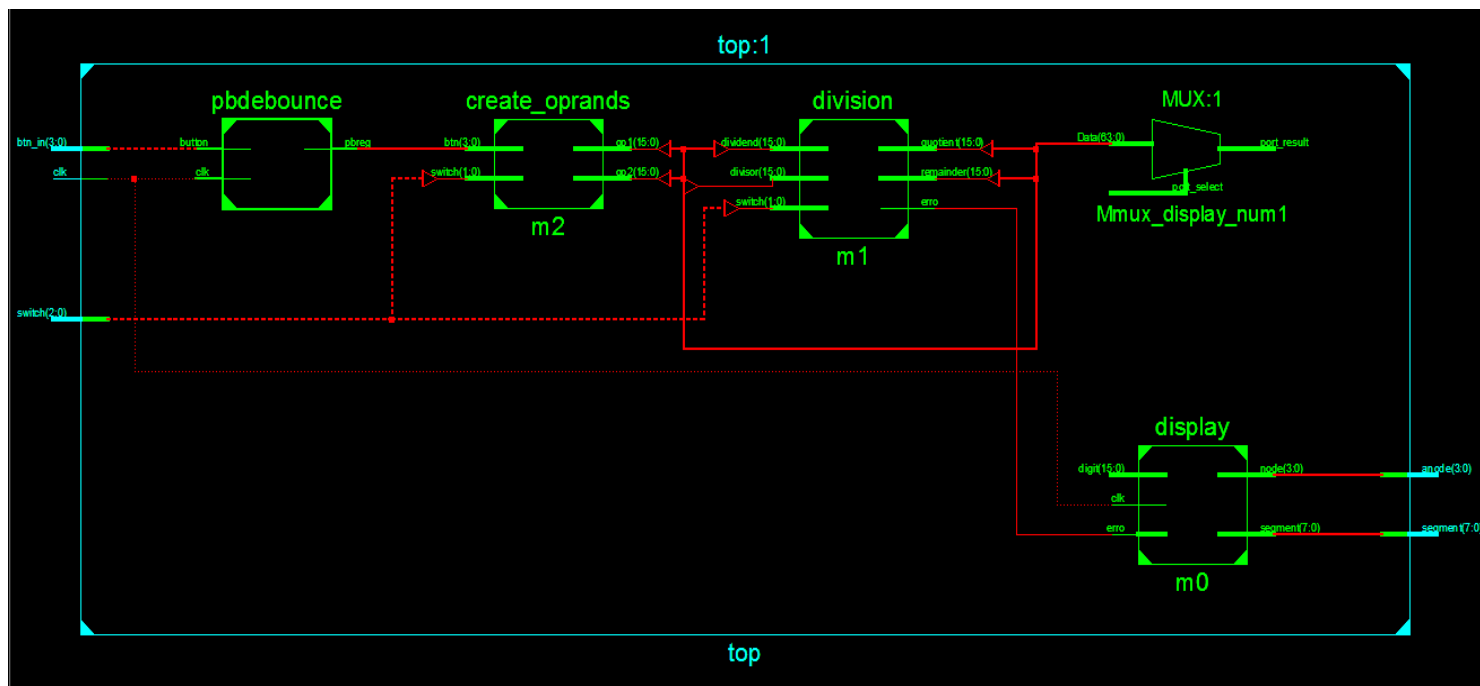 top:1
pbdebounce
create_oprands
division
MUX:1
btn_in(3:0)
button
pbreg
btn(3:0)
op1(15:0)
dividend(15:0)
quotient(15:0)
Data(63:0)
port_result
clk
clk
switch(1:0)
op2(15:0)
divisor(15:0)
remainder(15:0)
port_select
switch(1:0)
erro
Mmux_display_num1
m2
m1
switch(2:0)
display
digit(15:0)
node(3:0)
anode(3:0)
clk
erro
segment(7:0)
segment(7:0)
m0
top